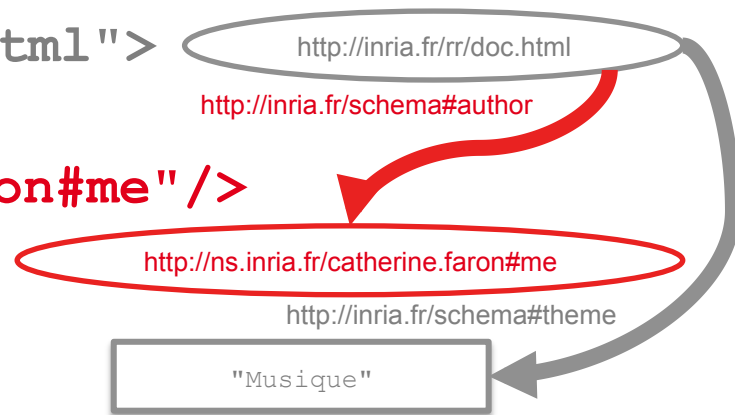 tml">
http://inria.fr/rr/doc.html
http://inria.fr/schema#author
on#me"/>
http://ns.inria.fr/catherine.faron#me
http://inria.fr/schema#theme
"Musique"